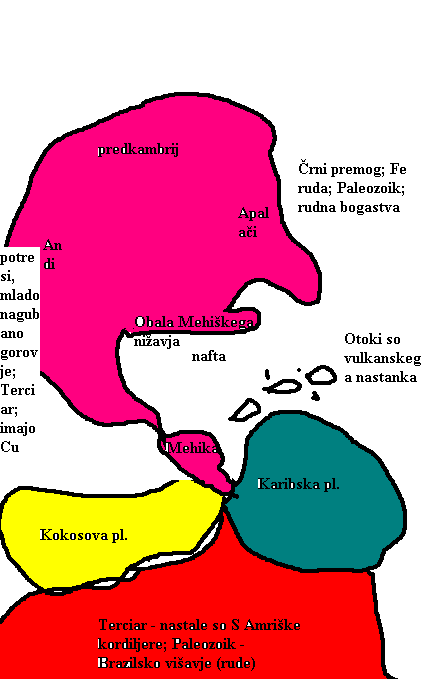 predkambrij
Črni premog; Fe
ruda; Paleozoik;
rudna bogastva
Apal
ači
An
di
potre
si,
mlado
nagub
ano
gorov
je;
Terci
ar;
imajo
Cu
Obala Mehiškega
nižavja
nafta
Otoki so
vulkanskeg
a nastanka
Mehika
Karibska pl.
Kokosova pl.
Terciar - nastale so S Amriške
kordiljere; Paleozoik -
Brazilsko višavje (rude)